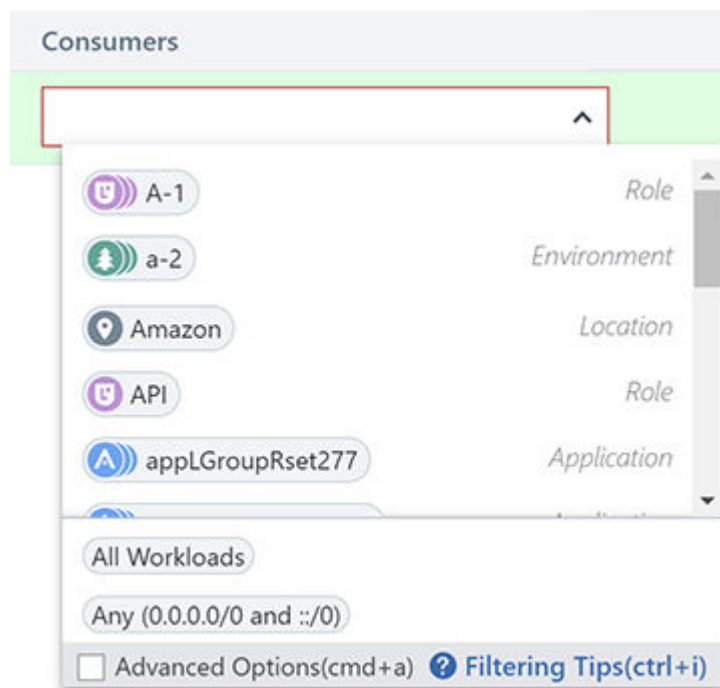 Consumers
A-1 Role
a-2 Environment
Amazon Location
API Role
appLGroupRset277 Application
All Workloads
Any (0.0.0.0/0 and ::/0)
Advanced Options(cmd+a) ? Filtering Tips(ctrl+i)